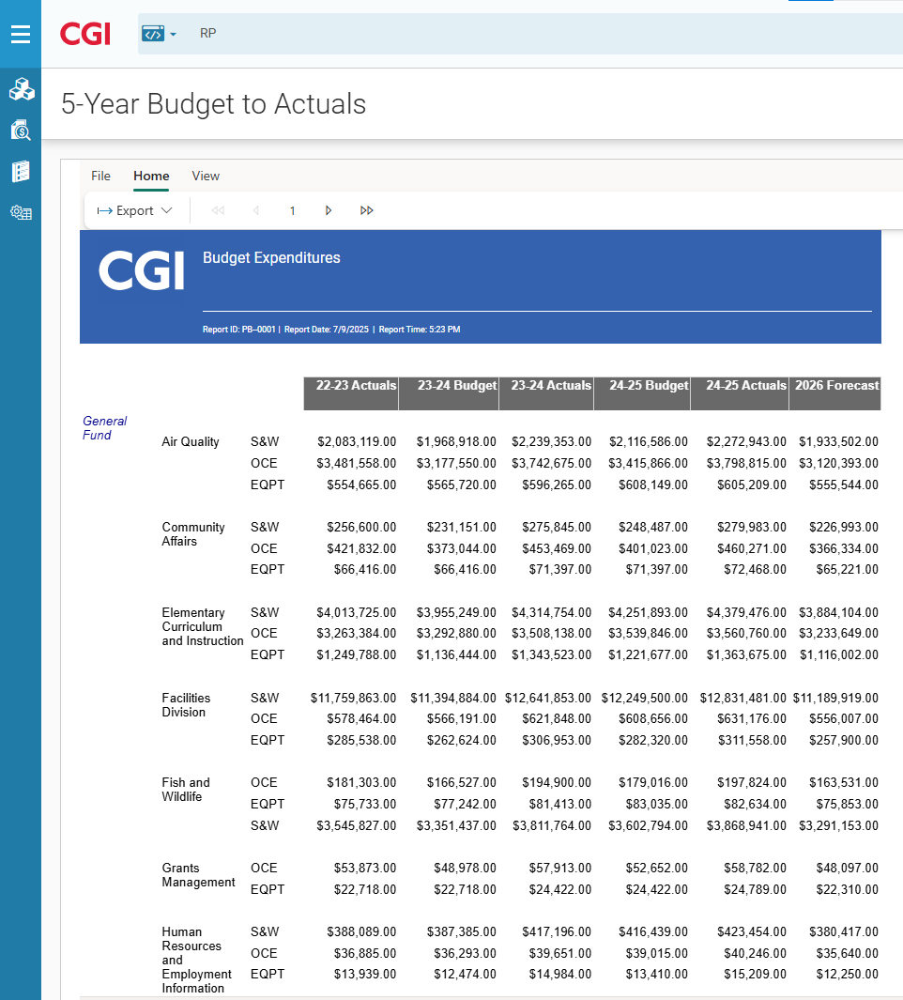 CGI
RP
5-Year Budget to Actuals
File Home View
Export 1
CGI Budget Expenditures
Report ID: PB--0001 | Report Date: 7/9/2025 | Report Time: 5:23 PM
22-23 Actuals 23-24 Budget 23-24 Actuals 24-25 Budget 24-25 Actuals 2026 Forecast
General
Fund
Air Quality S&W $2,083,119.00 $1,968,918.00 $2,239,353.00 $2,116,586.00 $2,272,943.00 $1,933,502.00
OCE $3,481,558.00 $3,177,550.00 $3,742,675.00 $3,415,866.00 $3,798,815.00 $3,120,393.00
EQPT $554,665.00 $565,720.00 $596,265.00 $608,149.00 $605,209.00 $555,544.00
Community
Affairs
S&W $256,600.00 $231,151.00 $275,845.00 $248,487.00 $279,983.00 $226,993.00
OCE $421,832.00 $373,044.00 $453,469.00 $401,023.00 $460,271.00 $366,334.00
EQPT $66,416.00 $66,416.00 $71,397.00 $71,397.00 $72,468.00 $65,221.00
Elementary
Curriculum
and Instruction
S&W $4,013,725.00 $3,955,249.00 $4,314,754.00 $4,251,893.00 $4,379,476.00 $3,884,104.00
OCE $3,263,384.00 $3,292,880.00 $3,508,138.00 $3,539,846.00 $3,560,760.00 $3,233,649.00
EQPT $1,249,788.00 $1,136,444.00 $1,343,523.00 $1,221,677.00 $1,363,675.00 $1,116,002.00
Facilities
Division
S&W $11,759,863.00 $11,394,884.00 $12,641,853.00 $12,249,500.00 $12,831,481.00 $11,189,919.00
OCE $578,464.00 $566,191.00 $621,848.00 $608,656.00 $631,176.00 $556,007.00
EQPT $285,538.00 $262,624.00 $306,953.00 $282,320.00 $311,558.00 $257,900.00
Fish and
Wildlife
OCE $181,303.00 $166,527.00 $194,900.00 $179,016.00 $197,824.00 $163,531.00
EQPT $75,733.00 $77,242.00 $81,413.00 $83,035.00 $82,634.00 $75,853.00
S&W $3,545,827.00 $3,351,437.00 $3,811,764.00 $3,602,794.00 $3,868,941.00 $3,291,153.00
Grants
Management
OCE $53,873.00 $48,978.00 $57,913.00 $52,652.00 $58,782.00 $48,097.00
EQPT $22,718.00 $22,718.00 $24,422.00 $24,422.00 $24,789.00 $22,310.00
Human
Resources
and
Employment
Information
S&W $388,089.00 $387,385.00 $417,196.00 $416,439.00 $423,454.00 $380,417.00
OCE $36,885.00 $36,293.00 $39,651.00 $39,015.00 $40,246.00 $35,640.00
EQPT $13,939.00 $12,474.00 $14,984.00 $13,410.00 $15,209.00 $12,250.00